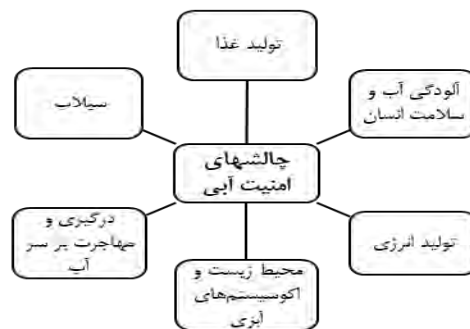 تولید غذا
آلودگی آب و
سلامت انسان
سیلاب
چالشهای
امنیت آبی
درگیری و
مهاجرت بر سر
آب
تولید انرژی
محیط زیست و
اکوسیستم‌های
آبزی